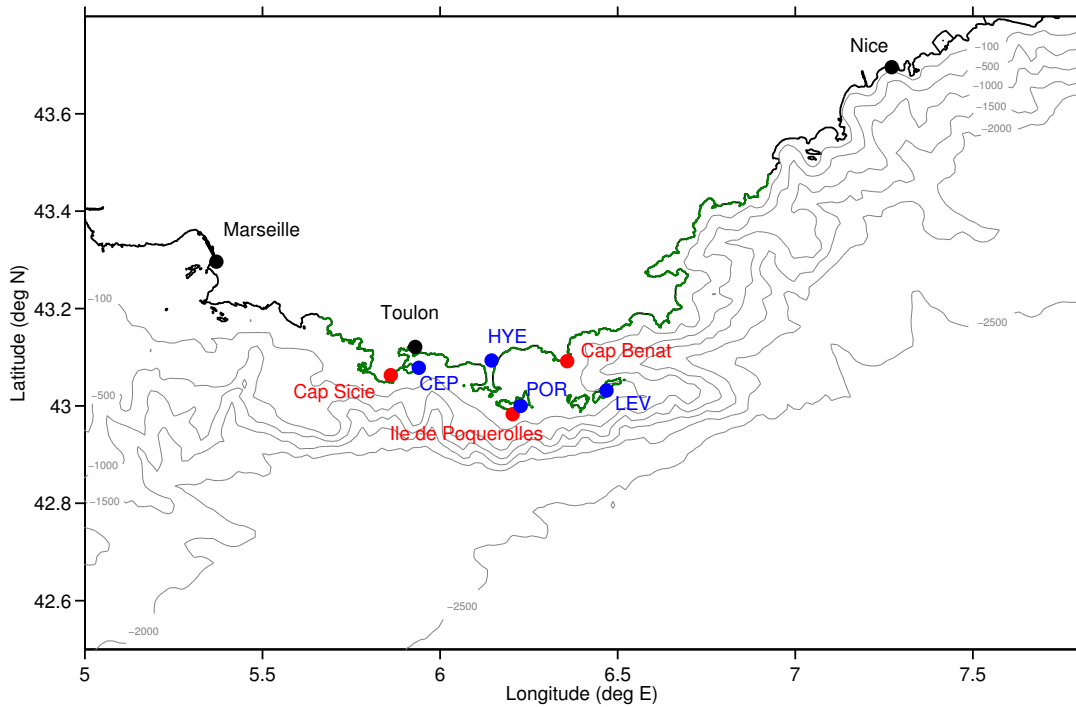 Nice
-100
-500
-1000
-1500
-2000
43.6
43.4
Marseille
-100
43.2
Toulon
-2500
HYE
Cap Benat
Cap Sicie
CEP
POR
-500
43
LEV
Ile de Poquerolles
-1000
-1500
42.8
42.6
-2500
-2000
5
5.5
6
6.5
7
7.5
Longitude (deg E)
Latitude (deg N)